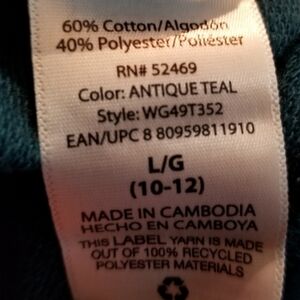 60% Cotton/Algodón
40% Polyester/Poliéster
RN# 52469
Color: ANTIQUE TEAL
Style: WG49T352
EAN/UPC 8 80959811910
L/G
(10-12)
MADE IN CAMBODIA
HECHO EN CAMBOYA
THIS LABEL YARN IS MADE
OUT OF 100% RECYCLED
POLYESTER MATERIALS